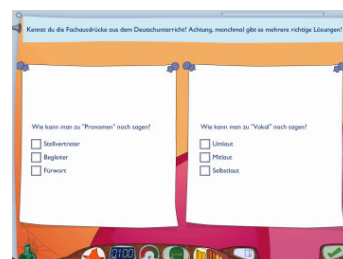 Kennst du die Fachausdrücke aus dem Deutschunterricht? Achtung, manchmal gibt es mehrere richtige Lösungen!
Wie kann man zu "Pronomen" noch sagen?
Stellvertreter
Begleiter
Fürwort
Wie kann man zu "Vokal" noch sagen?
Umlaut
Mitlaut
Selbstlaut